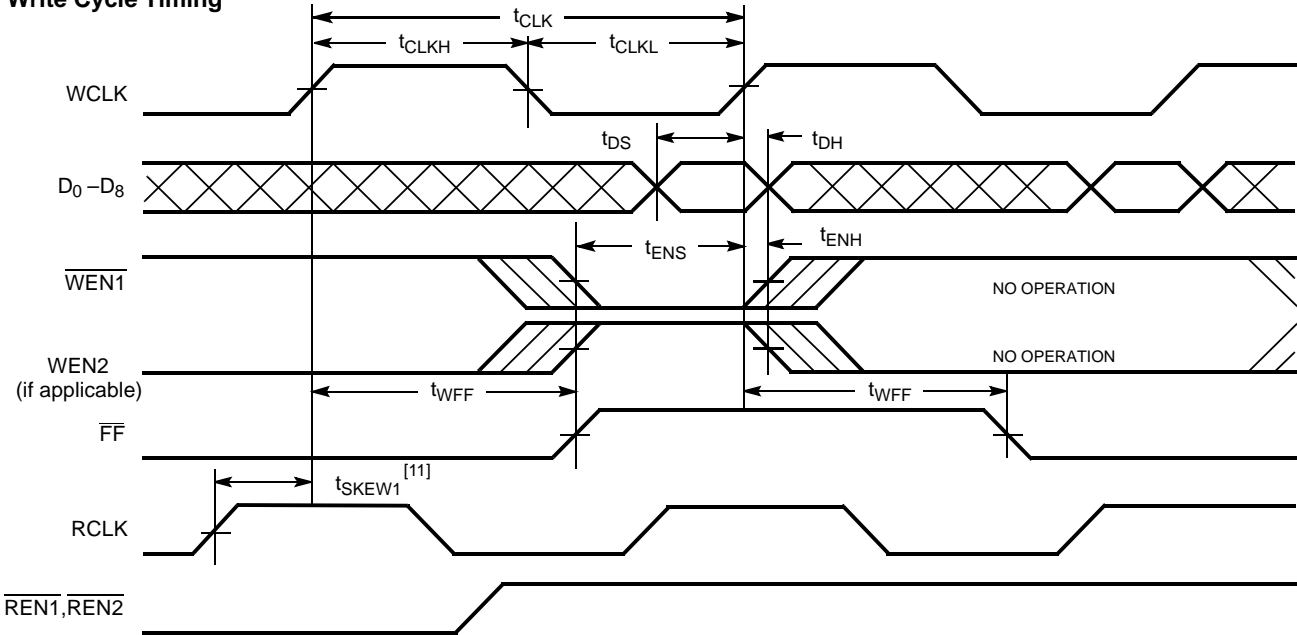 Write Cycle Timing
tCLK
tCLKH
tCLKL
WCLK
tDS
tDH
D0 –D8
tENS
tENH
WEN1
NO OPERATION
WEN2
(if applicable)
NO OPERATION
tWFF
tWFF
FF
tSKEW1 [11]
RCLK
REN1,REN2